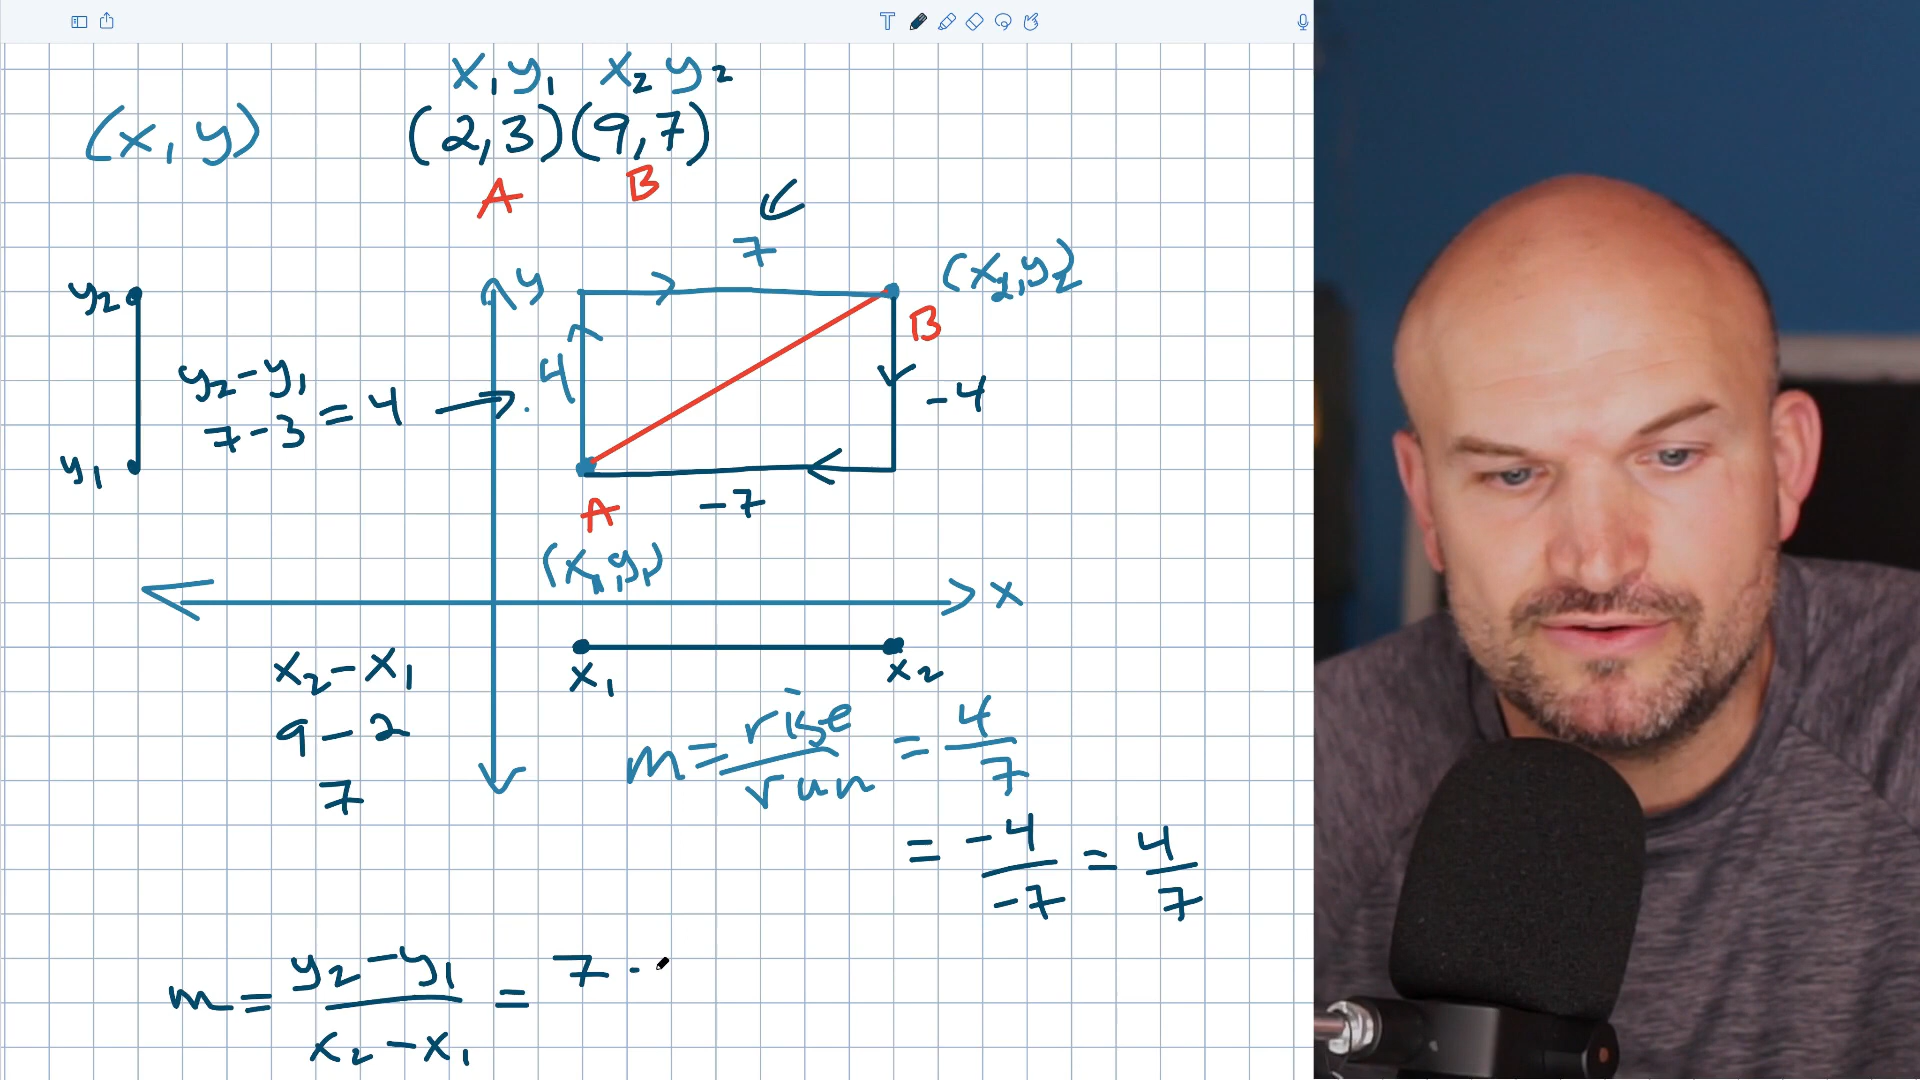 x₁ y₁ x₂ y₂
(x, y) (2,3)(9,7)
A B
7
y (x₂,y₂)
y₂ B
y₂-y₁ 4
7-3 = 4 -4
y₁
-7
A
(x₁,y₁)
x
x₂-x₁ x₁ x₂
9-2 m = rise/run = 4/7
7
= -4/-7 = 4/7
m = y₂-y₁/x₂-x₁ = 7 -